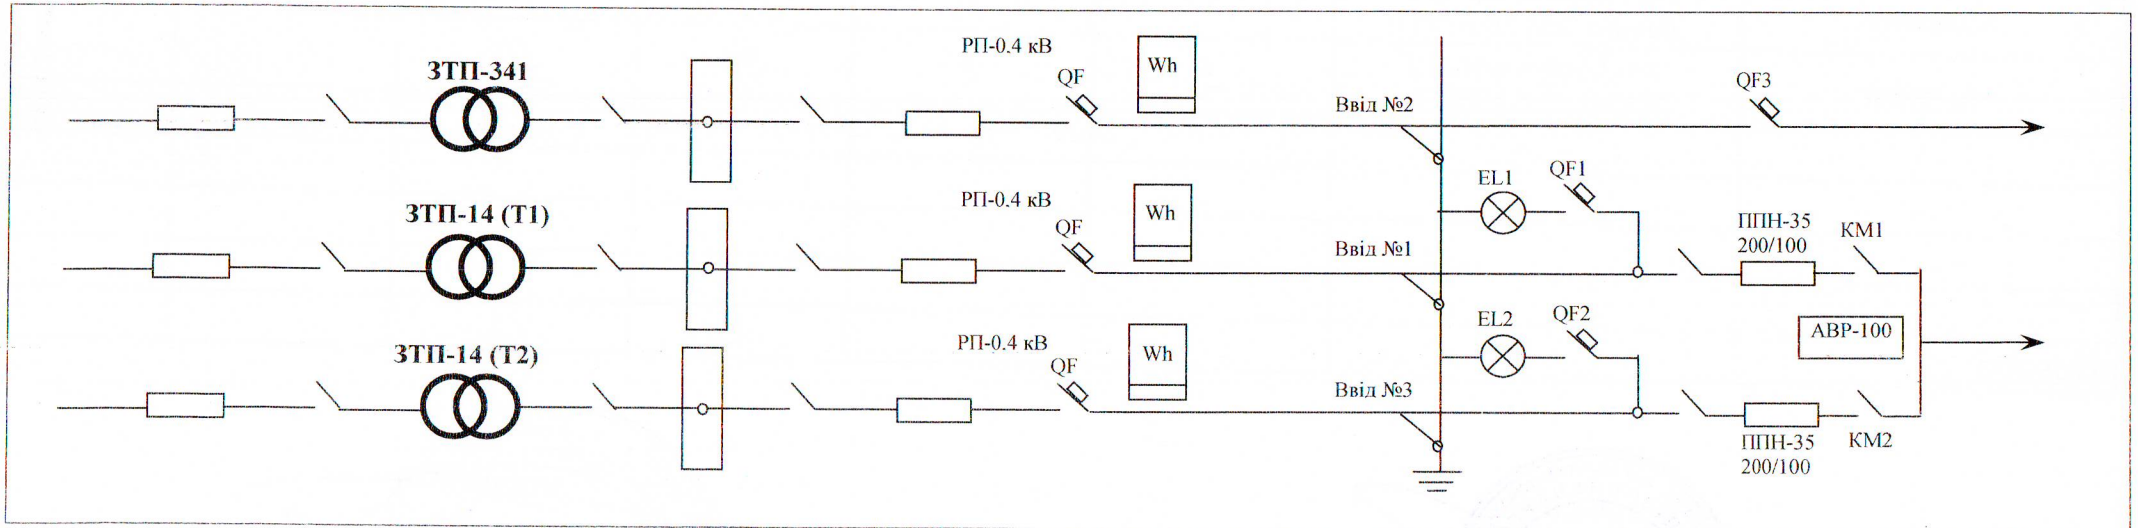 РП-0.4 кВ
ЗТП-341
QF
Wh
QF3
Ввід №2
РП-0.4 кВ
EL1
QF1
ЗТП-14 (Т1)
QF
Wh
ППН-35
200/100
КМ1
Ввід №1
РП-0.4 кВ
EL2
QF2
АВР-100
ЗТП-14 (Т2)
QF
Wh
Ввід №3
ППН-35
200/100
КМ2